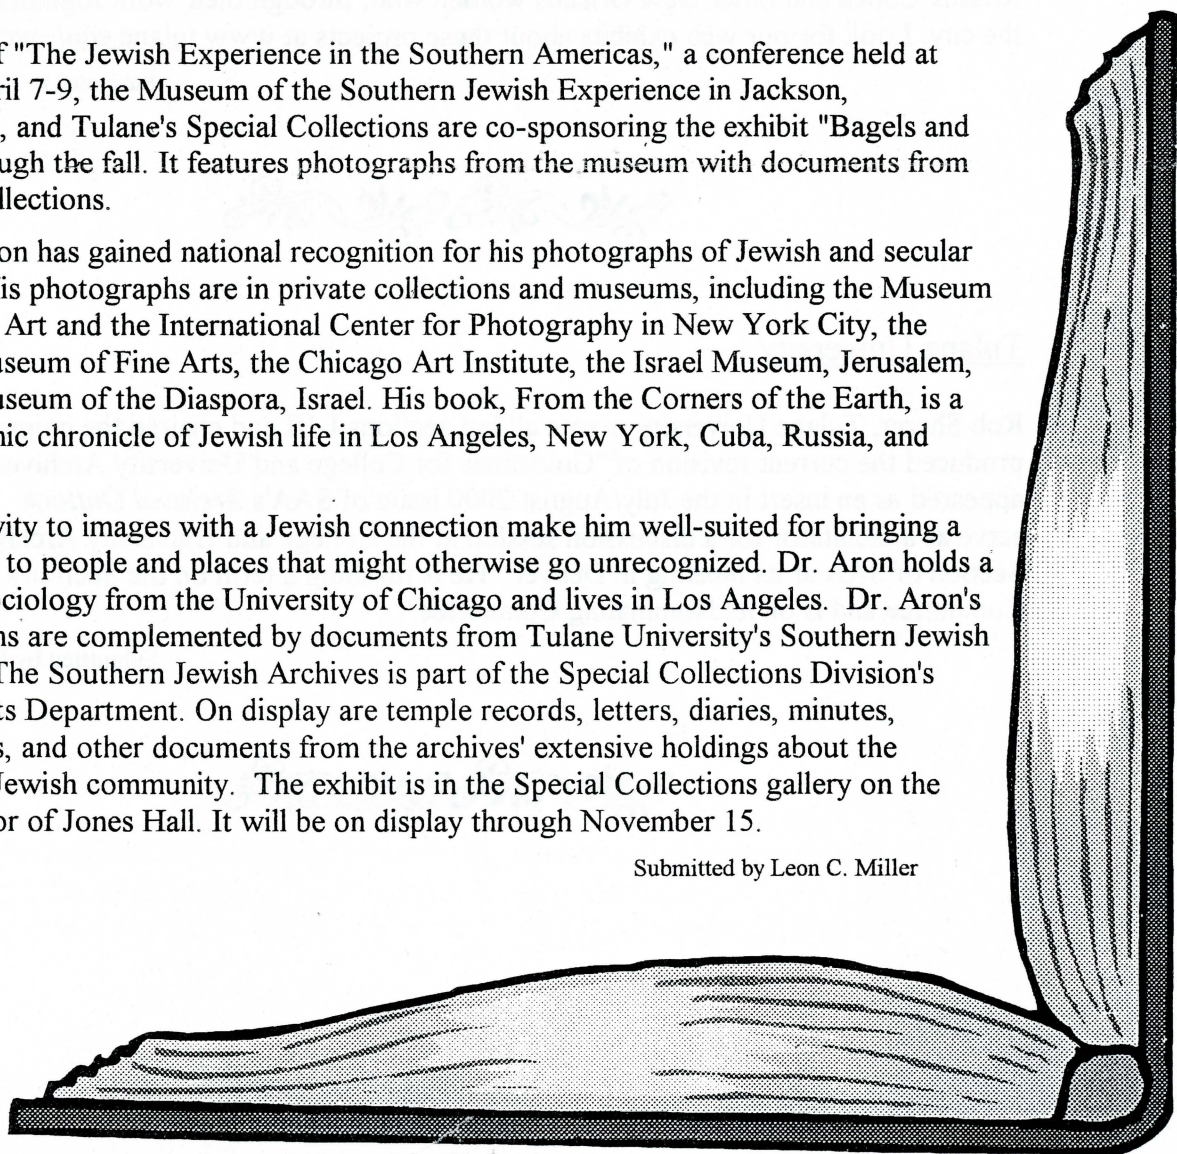 "The Jewish Experience in the Southern Americas," a conference held at
7-9, the Museum of the Southern Jewish Experience in Jackson,
, and Tulane's Special Collections are co-sponsoring the exhibit "Bagels and
the fall. It features photographs from the museum with documents from
llections.
on has gained national recognition for his photographs of Jewish and secular
is photographs are in private collections and museums, including the Museum
Art and the International Center for Photography in New York City, the
useum of Fine Arts, the Chicago Art Institute, the Israel Museum, Jerusalem,
useum of the Diaspora, Israel. His book, From the Corners of the Earth, is a
hic chronicle of Jewish life in Los Angeles, New York, Cuba, Russia, and
vity to images with a Jewish connection make him well-suited for bringing a
to people and places that might otherwise go unrecognized. Dr. Aron holds a
ociology from the University of Chicago and lives in Los Angeles. Dr. Aron's
ns are complemented by documents from Tulane University's Southern Jewish
The Southern Jewish Archives is part of the Special Collections Division's
ts Department. On display are temple records, letters, diaries, minutes,
s, and other documents from the archives' extensive holdings about the
Jewish community. The exhibit is in the Special Collections gallery on the
or of Jones Hall. It will be on display through November 15.
Submitted by Leon C. Miller